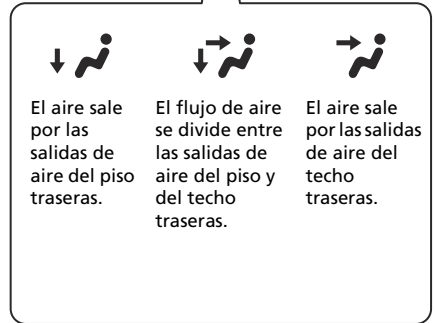 El aire sale
por las
salidas de
aire del piso
traseras.
El flujo de aire
se divide entre
las salidas de
aire del piso y
del techo
traseras.
El aire sale
por las salidas
de aire del
techo
traseras.